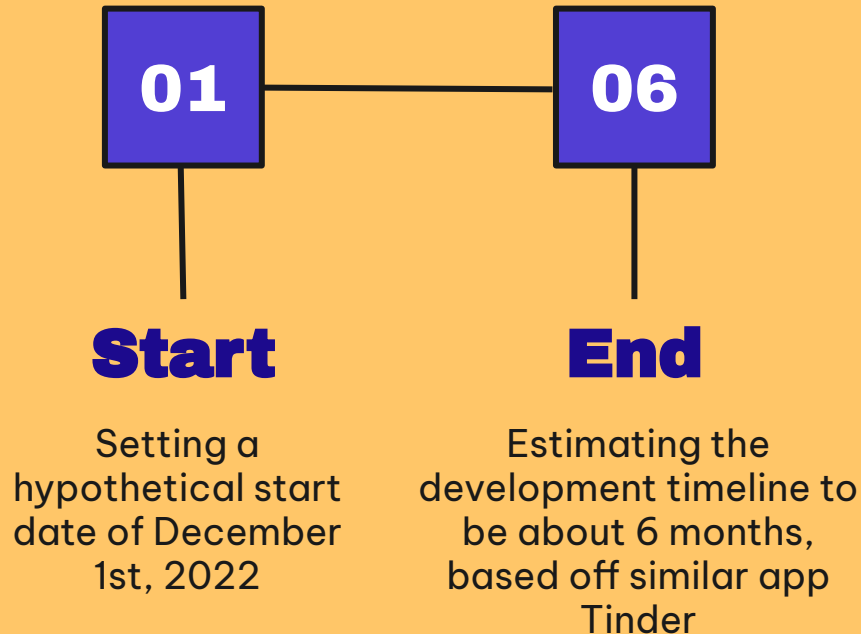 01
06
Start
Setting a
hypothetical start
date of December
1st, 2022
End
Estimating the
development timeline to
be about 6 months,
based off similar app
Tinder